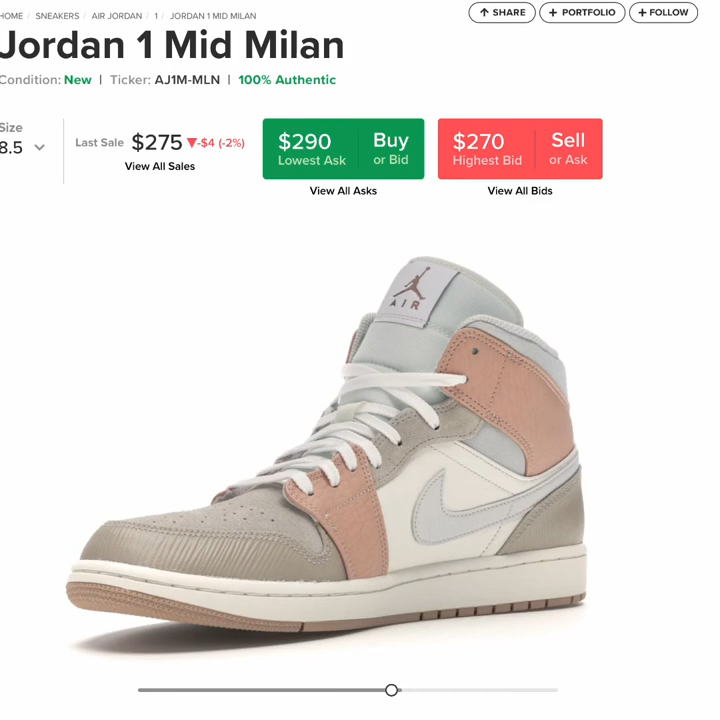 HOME / SNEAKERS / AIR JORDAN / 1 / JORDAN 1 MID MILAN
↑ SHARE + PORTFOLIO + FOLLOW
Jordan 1 Mid Milan
Condition: New | Ticker: AJ1M-MLN | 100% Authentic
Size
8.5
Last Sale $275 ▼-$4 (-2%)
View All Sales
$290
Lowest Ask
Buy
or Bid
View All Asks
$270
Highest Bid
Sell
or Ask
View All Bids
AIR